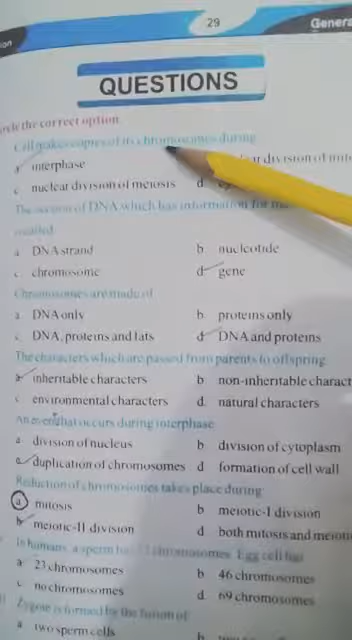 29
Genera
QUESTIONS
the correct option.
Cell makes copies of its chromosomes during
a interphase division of mito
c nuclear division of meiosis d
The section of DNA which has information for
a DNA strand b nucleotide
c chromosome d gene
Chromosomes are made of
a DNA only b proteins only
c DNA, proteins and fats d DNA and proteins
The characters which are passed from parents to offspring
a inheritable characters b non-inheritable charact
c environmental characters d natural characters
An event that occurs during interphase
a division of nucleus b division of cytoplasm
c duplication of chromosomes d formation of cell wall
Reduction of chromosomes takes place during
a mitosis b meiotic-I division
meiotic-II division d both mitosis and meiot
In humans, a sperm has 23 chromosomes. Egg cell has
a 23 chromosomes b 46 chromosomes
c no chromosomes d 69 chromosomes
Zygote is formed by the fusion of
a two sperm cells b